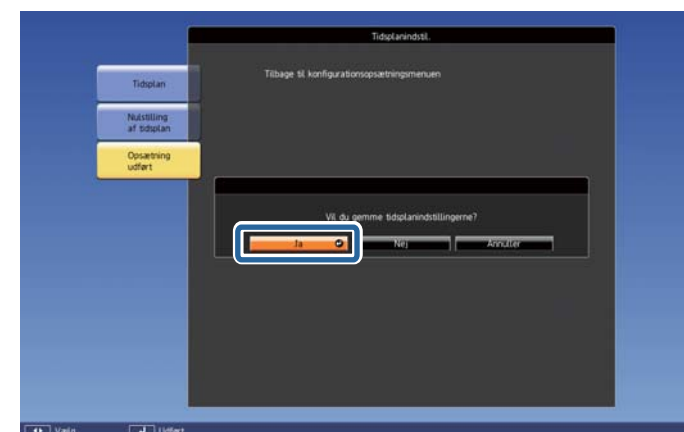 Tidsplanindstil.
Tilbage til konfigurationsopsætningsmenuen
Tidsplan
Nulstilling
af tidsplan
Opsætning
udført
Vil du gemme tidsplanindstillingerne?
Ja
Nej
Annuller
Vælg
Udført